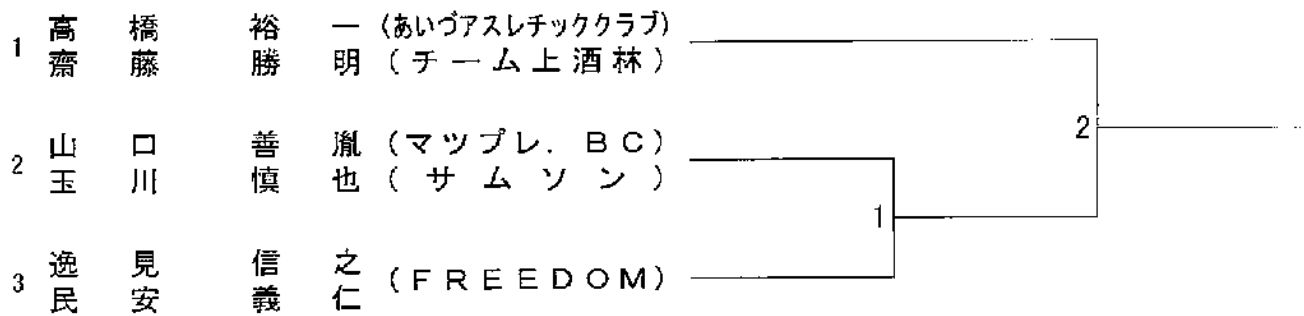 1 高橋 裕一 (あいづアスレチッククラブ)
齋藤 勝明 (チーム上酒林)
2 山口 善胤 (マツプレ.BC)
玉川 慎也 (サムソン)
3 逸見 信之 (FREEDOM)
民安 義仁
1
2